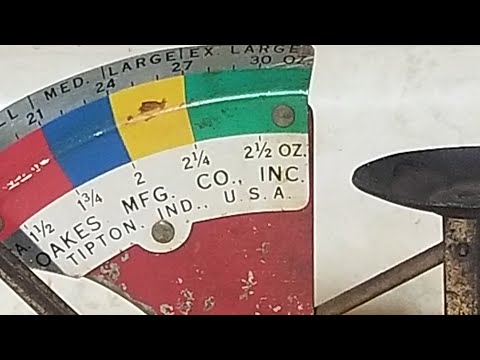 MED. LARGE EX. LARGE
21 24 27 30 OZ.
1½ 1¾ 2 2¼ 2½ OZ.
OAKES MFG. CO., INC.
TIPTON, IND., U.S.A.